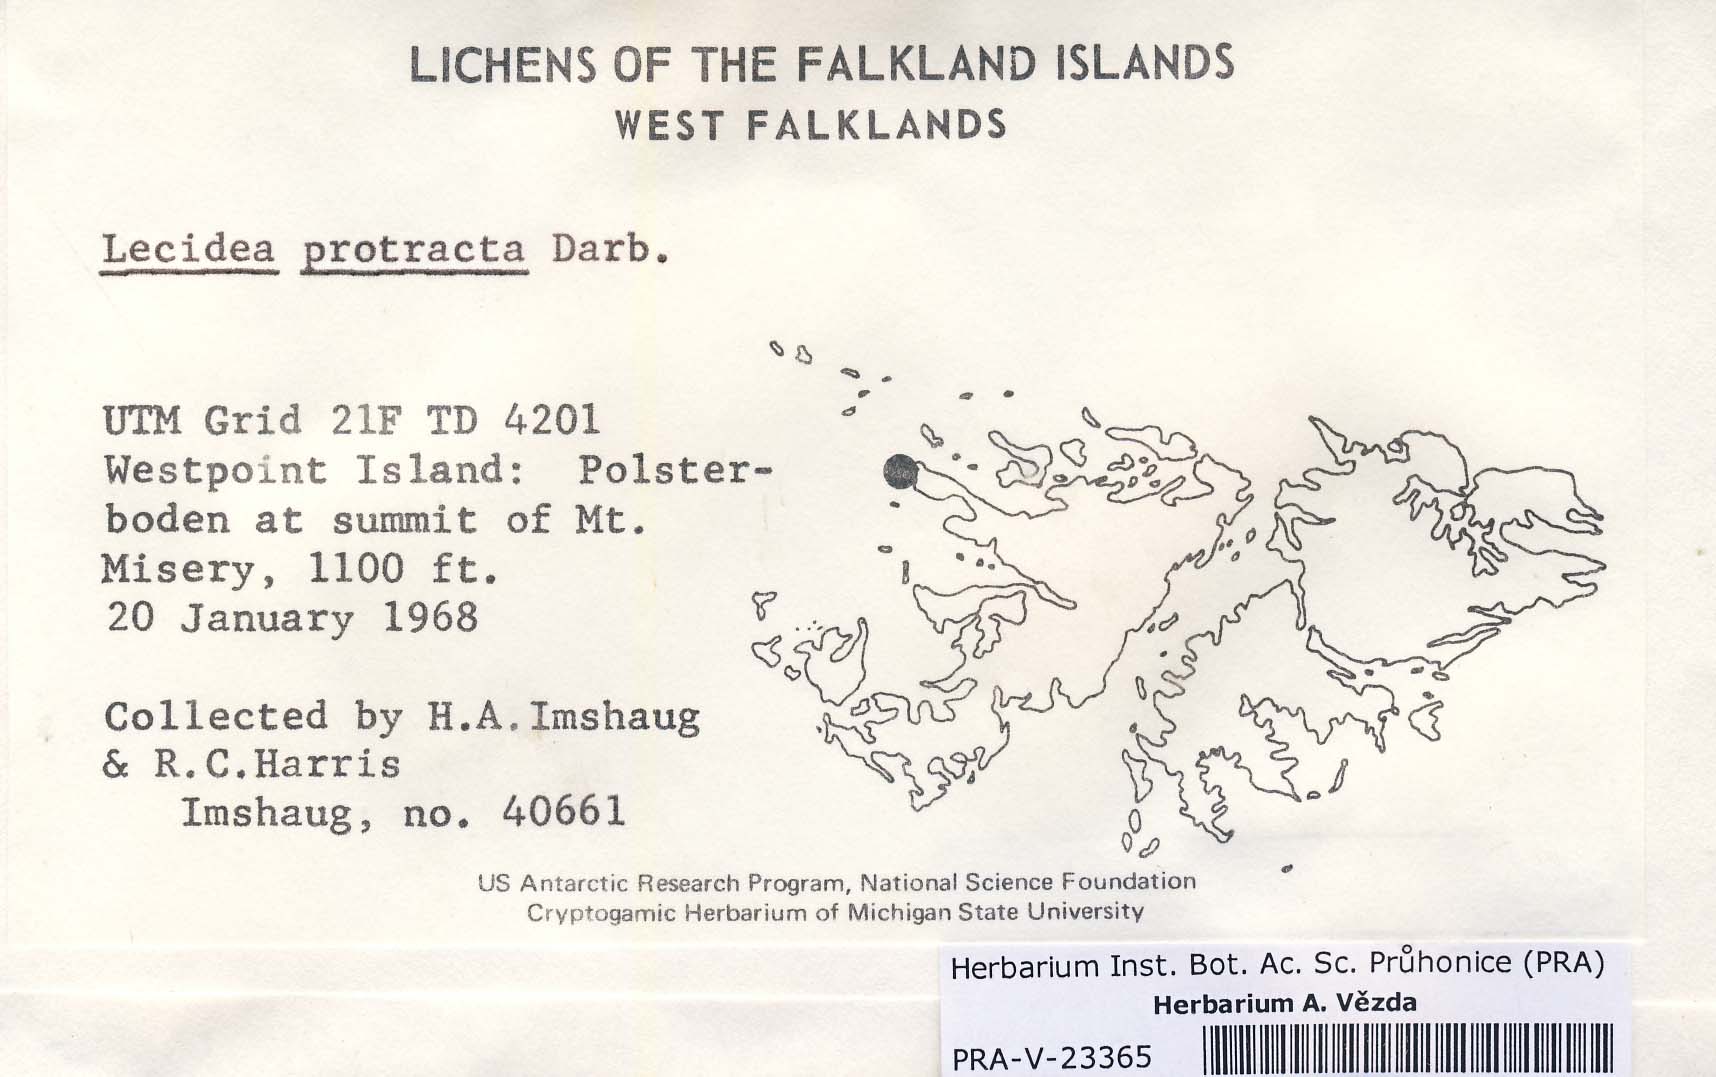 LICHENS OF THE FALKLAND ISLANDS
WEST FALKLANDS
Lecidea protracta Darb.
UTM Grid 21F TD 4201
Westpoint Island: Polster-
boden at summit of Mt.
Misery, 1100 ft.
20 January 1968
Collected by H.A.Imshaug
& R.C.Harris
Imshaug, no. 40661
US Antarctic Research Program, National Science Foundation
Cryptogamic Herbarium of Michigan State University
Herbarium Inst. Bot. Ac. Sc. Průhonice (PRA)
Herbarium A. Vězda
PRA-V-23365